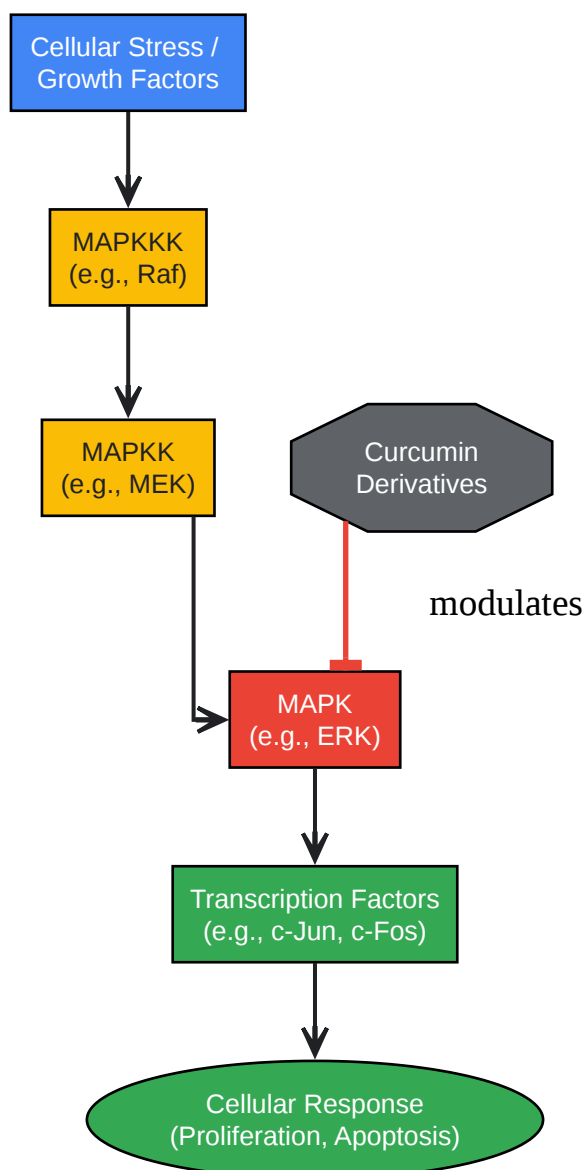 Cellular Stress /
Growth Factors
MAPKKK
(e.g., Raf)
MAPKK
(e.g., MEK)
Curcumin
Derivatives
modulates
MAPK
(e.g., ERK)
Transcription Factors
(e.g., c-Jun, c-Fos)
Cellular Response
(Proliferation, Apoptosis)